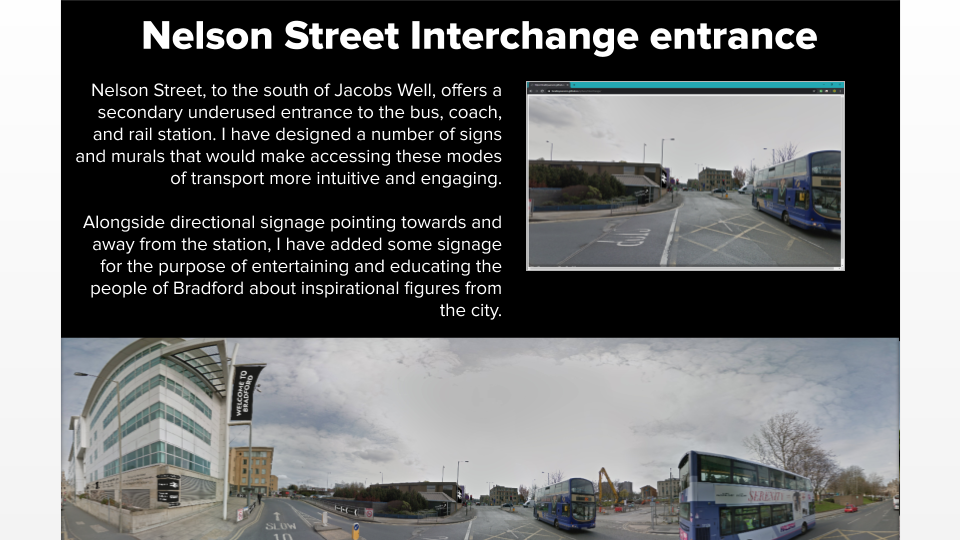 Nelson Street Interchange entrance
Nelson Street, to the south of Jacobs Well, offers a
secondary underused entrance to the bus, coach,
and rail station. I have designed a number of signs
and murals that would make accessing these modes
of transport more intuitive and engaging.
Alongside directional signage pointing towards and
away from the station, I have added some signage
for the purpose of entertaining and educating the
people of Bradford about inspirational figures from
the city.
WELCOME TO
BRADFORD
SLOW
SERENITY